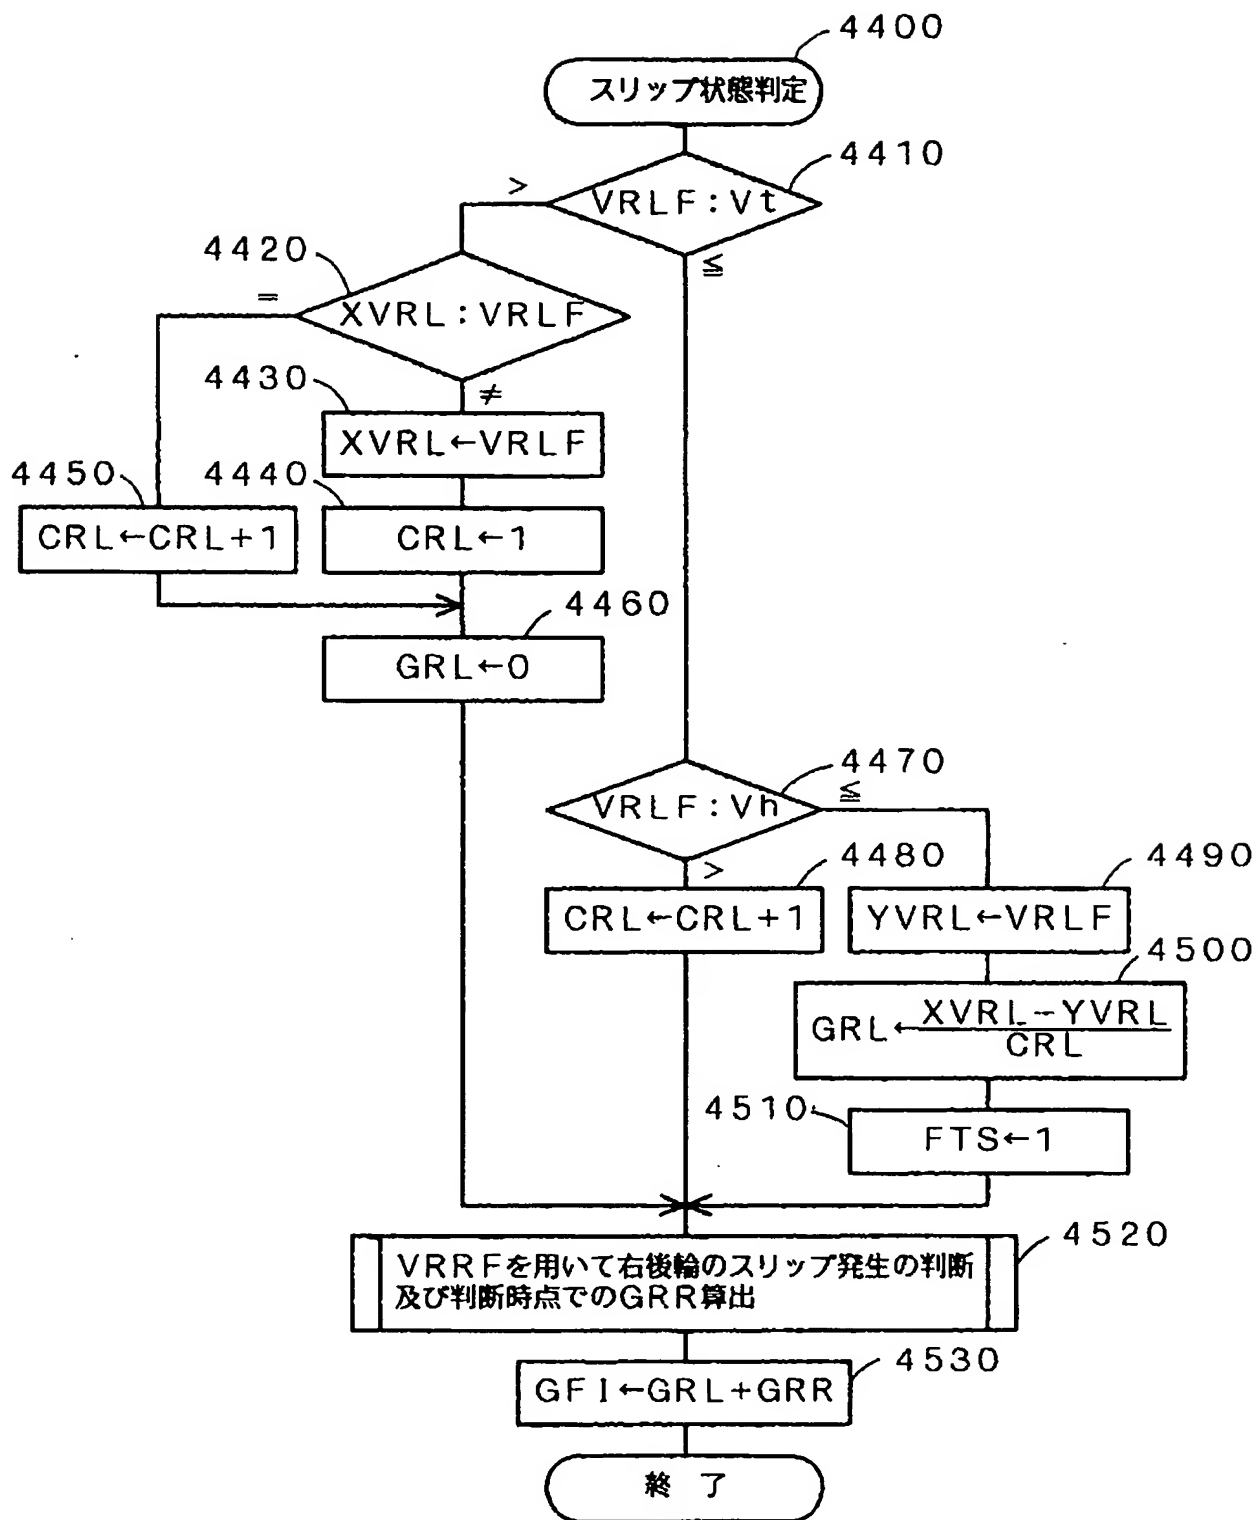 4400
スリップ状態判定
4410
VRLF:Vt
>
≦
4420
XVRL:VRLF
=
≠
4430
XVRL←VRLF
4450
4440
CRL←CRL+1
CRL←1
4460
GRL←0
4470
VRLF:Vh
≦
>
4480
4490
CRL←CRL+1
YVRL←VRLF
4500
GRL←
XVRL-YVRL
CRL
4510
FTS←1
4520
VRRFを用いて右後輪のスリップ発生の判断
及び判断時点でのGRR算出
4530
GFI←GRL+GRR
終了